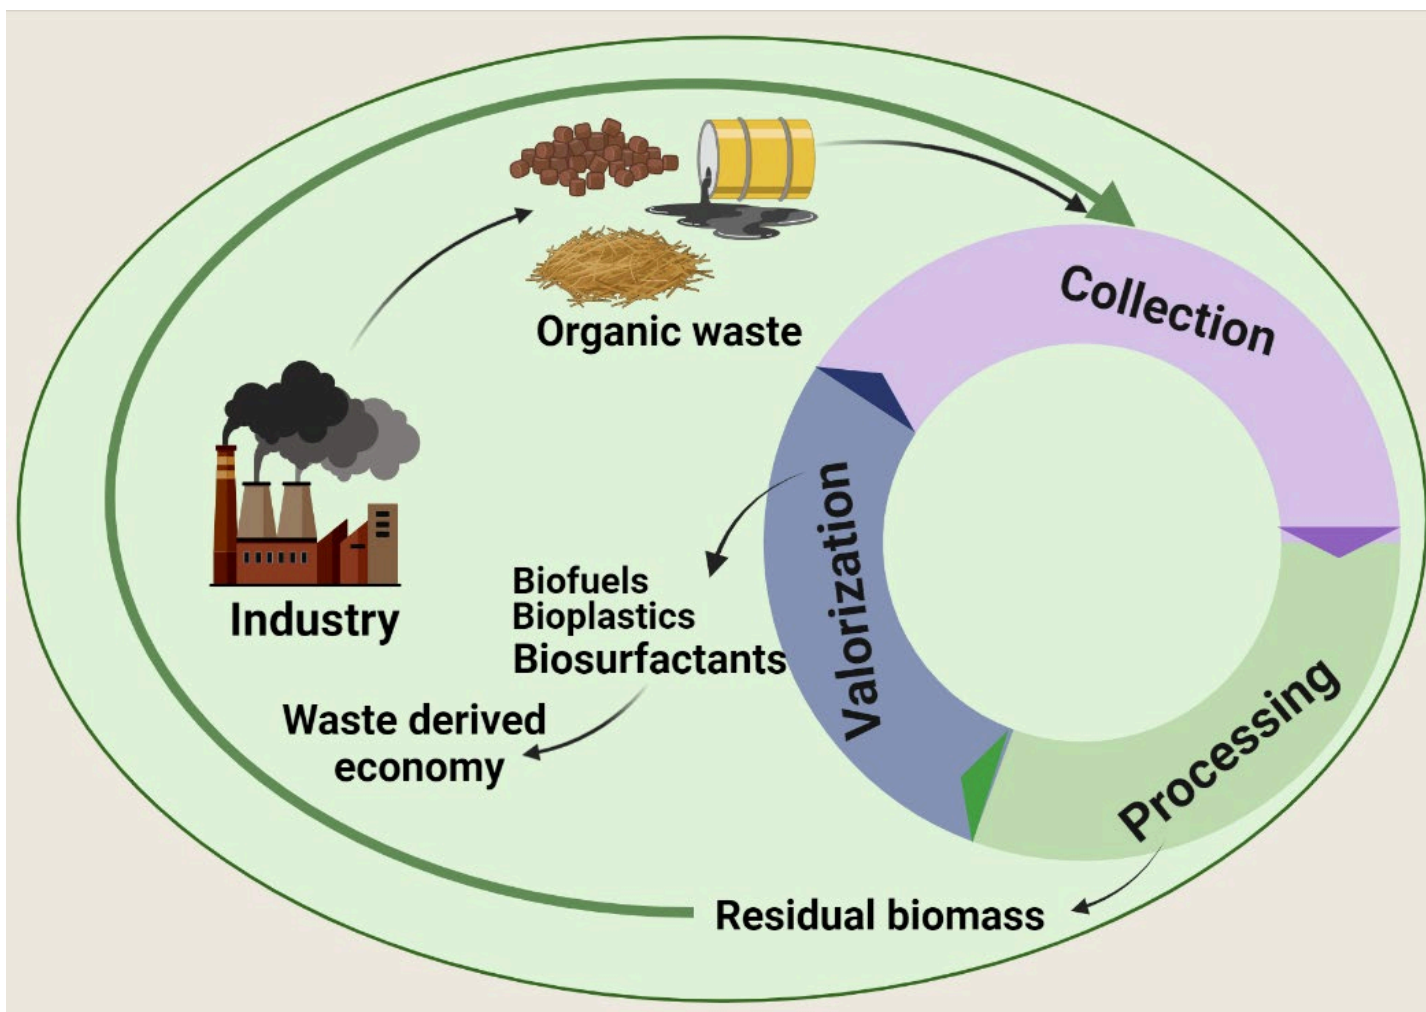 Organic waste
Collection
Industry
Biofuels
Bioplastics
Biosurfactants
Valorization
Waste derived
economy
Processing
Residual biomass